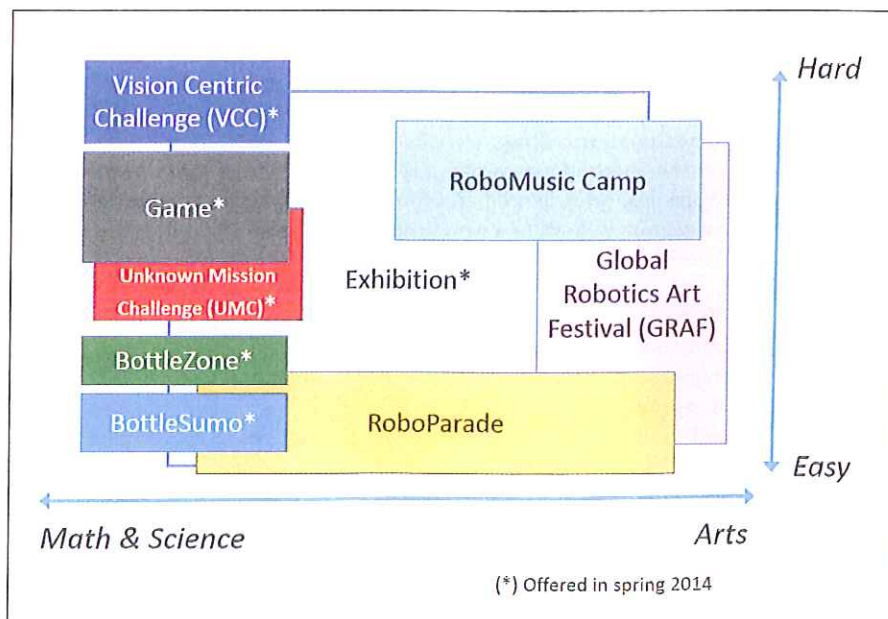 Vision Centric
Challenge (VCC)*
Hard
RoboMusic Camp
Game*
Unknown Mission
Challenge (UMC)*
Exhibition*
Global
Robotics Art
Festival (GRAF)
BottleZone*
BottleSumo*
RoboParade
Easy
Math & Science
Arts
(*) Offered in spring 2014